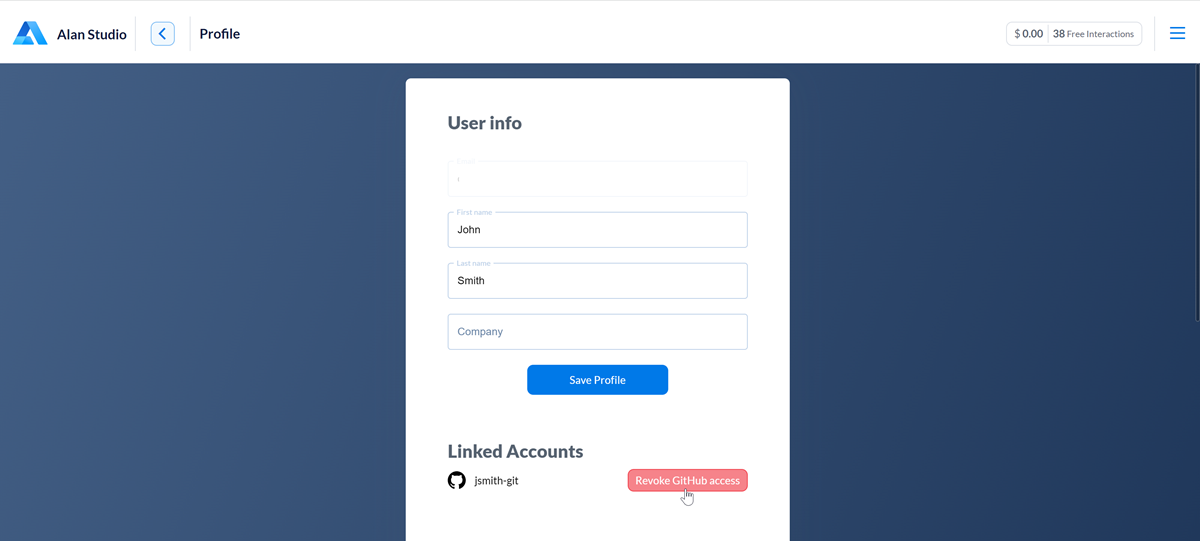 Alan Studio
Profile
$ 0.00 38 Free Interactions
User info
First name
John
Last name
Smith
Company
Save Profile
Linked Accounts
jsmith-git
Revoke GitHub access